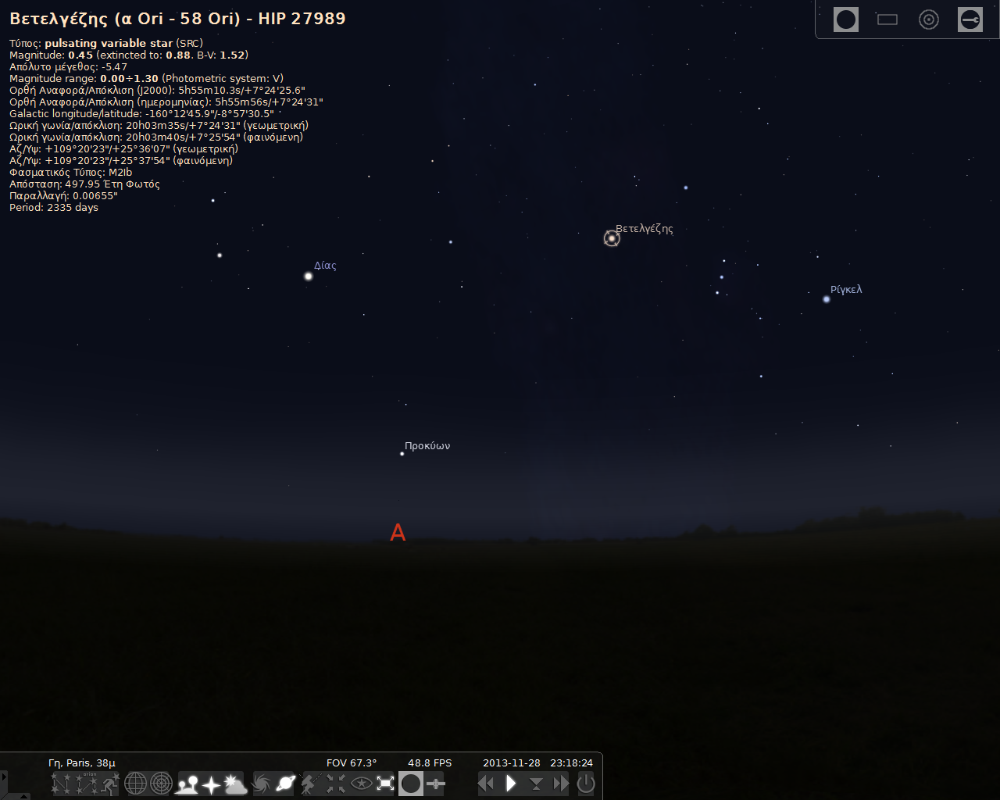 Βετελγέζης (α Ori - 58 Ori) - HIP 27989
Τύπος: pulsating variable star (SRC)
Magnitude: 0.45 (extincted to: 0.88. B-V: 1.52)
Απόλυτο μέγεθος: -5.47
Magnitude range: 0.00÷1.30 (Photometric system: V)
Ορθή Αναφορά/Απόκλιση (J2000): 5h55m10.3s/+7°24'25.6"
Ορθή Αναφορά/Απόκλιση (ημερομηνίας): 5h55m56s/+7°24'31"
Galactic longitude/latitude: -160°12'45.9"/-8°57'30.5"
Ωρική γωνία/απόκλιση: 20h03m35s/+7°24'31" (γεωμετρική)
Ωρική γωνία/απόκλιση: 20h03m40s/+7°25'54" (φαινόμενη)
Αζ/Υψ: +109°20'23"/+25°36'07" (γεωμετρική)
Αζ/Υψ: +109°20'23"/+25°37'54" (φαινόμενη)
Φασματικός Τύπος: M2Ib
Απόσταση: 497.95 Έτη Φωτός
Παραλλαγή: 0.00655"
Period: 2335 days
Βετελγέζης
Δίας
Ρίγκελ
Προκύων
Α
Γη, Paris, 38μ FOV 67.3° 48.8 FPS 2013-11-28 23:18:24
orion